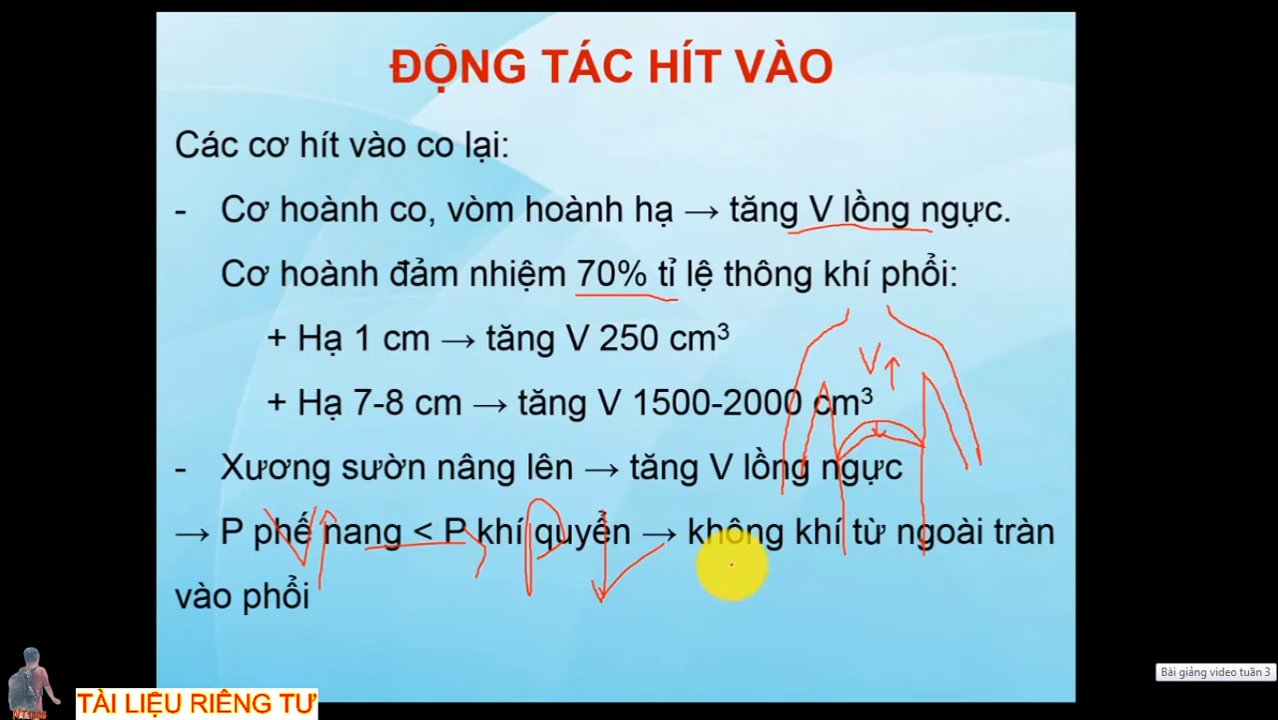 ĐỘNG TÁC HÍT VÀO
Các cơ hít vào co lại:
- Cơ hoành co, vòm hoành hạ → tăng V lồng ngực.
Cơ hoành đảm nhiệm 70% tỉ lệ thông khí phổi:
+ Hạ 1 cm → tăng V 250 cm³
+ Hạ 7-8 cm → tăng V 1500-2000 cm³
V↑
- Xương sườn nâng lên → tăng V lồng ngực
→ P phế nang < P khí quyển → không khí từ ngoài tràn
vào phổi
V↑ → P↓
Bài giảng video tuần 3
TÀI LIỆU RIÊNG TƯ